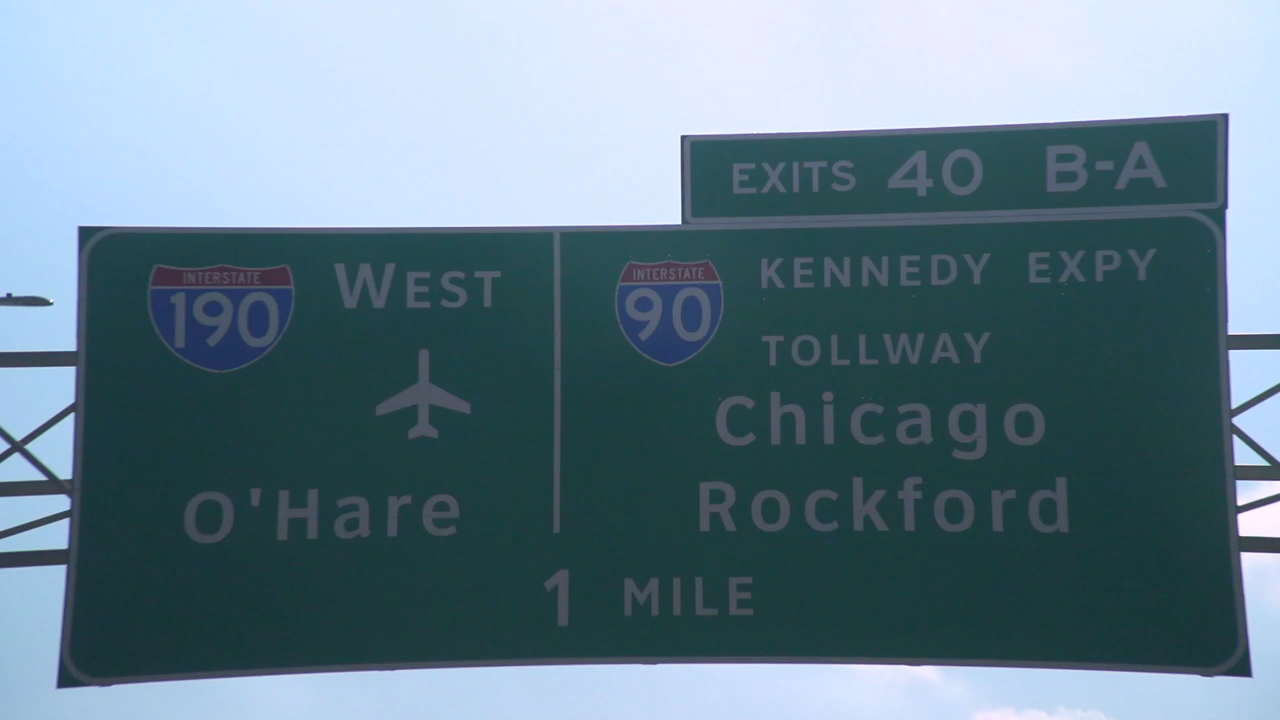 EXITS 40 B-A
INTERSTATE
190
WEST
O'Hare
INTERSTATE
90
KENNEDY EXPY
TOLLWAY
Chicago
Rockford
1 MILE